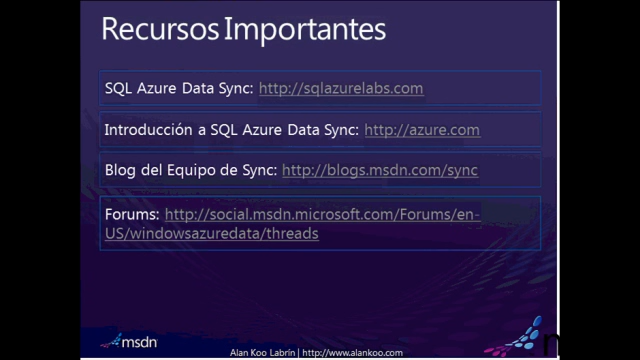 Recursos Importantes
SQL Azure Data Sync: http://sqlazurelabs.com
Introducción a SQL Azure Data Sync: http://azure.com
Blog del Equipo de Sync: http://blogs.msdn.com/sync
Forums: http://social.msdn.microsoft.com/Forums/en-
US/windowsazuredata/threads
msdn
Alan Koo Labrín | http://www.alankoo.com